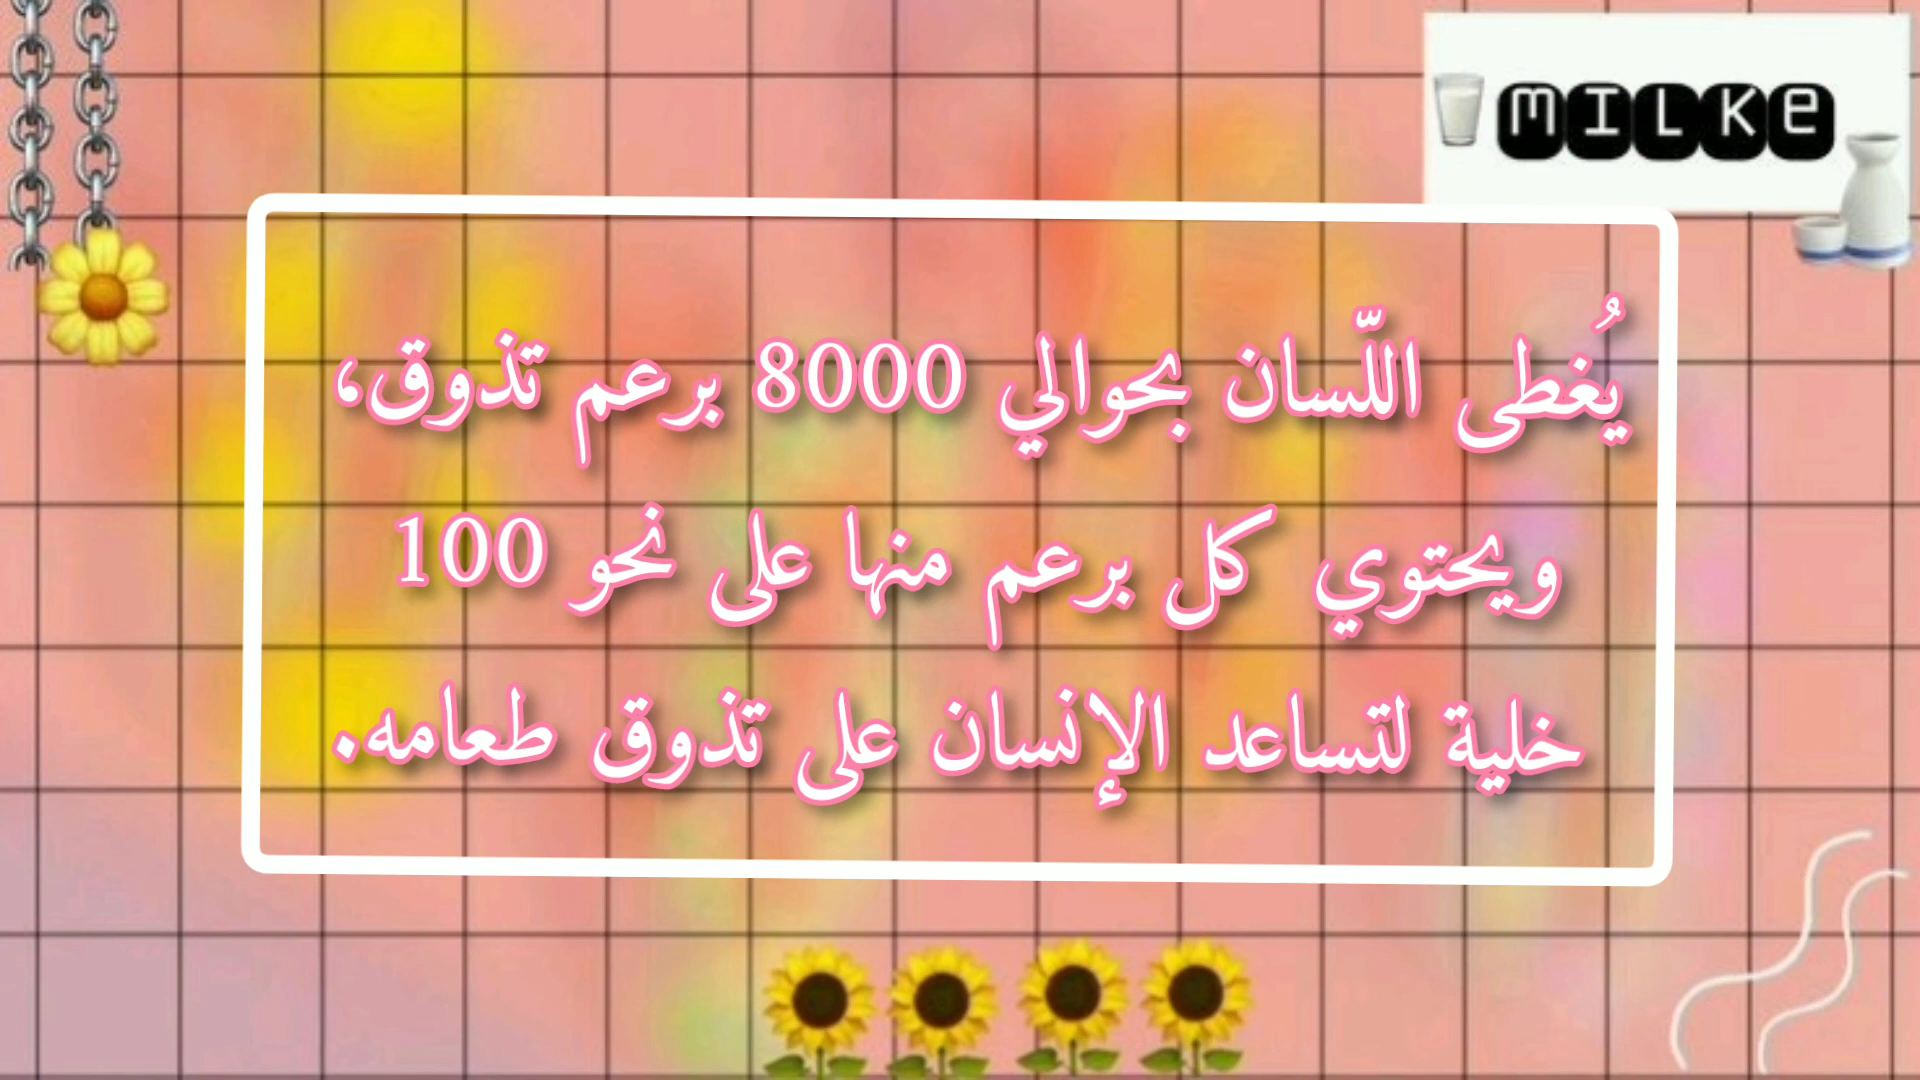 MILKe
يُغطى اللّسان بحوالي 8000 برعم تذوق،
ويحتوي كل برعم منها على نحو 100
خلية لتساعد الإنسان على تذوق طعامه.